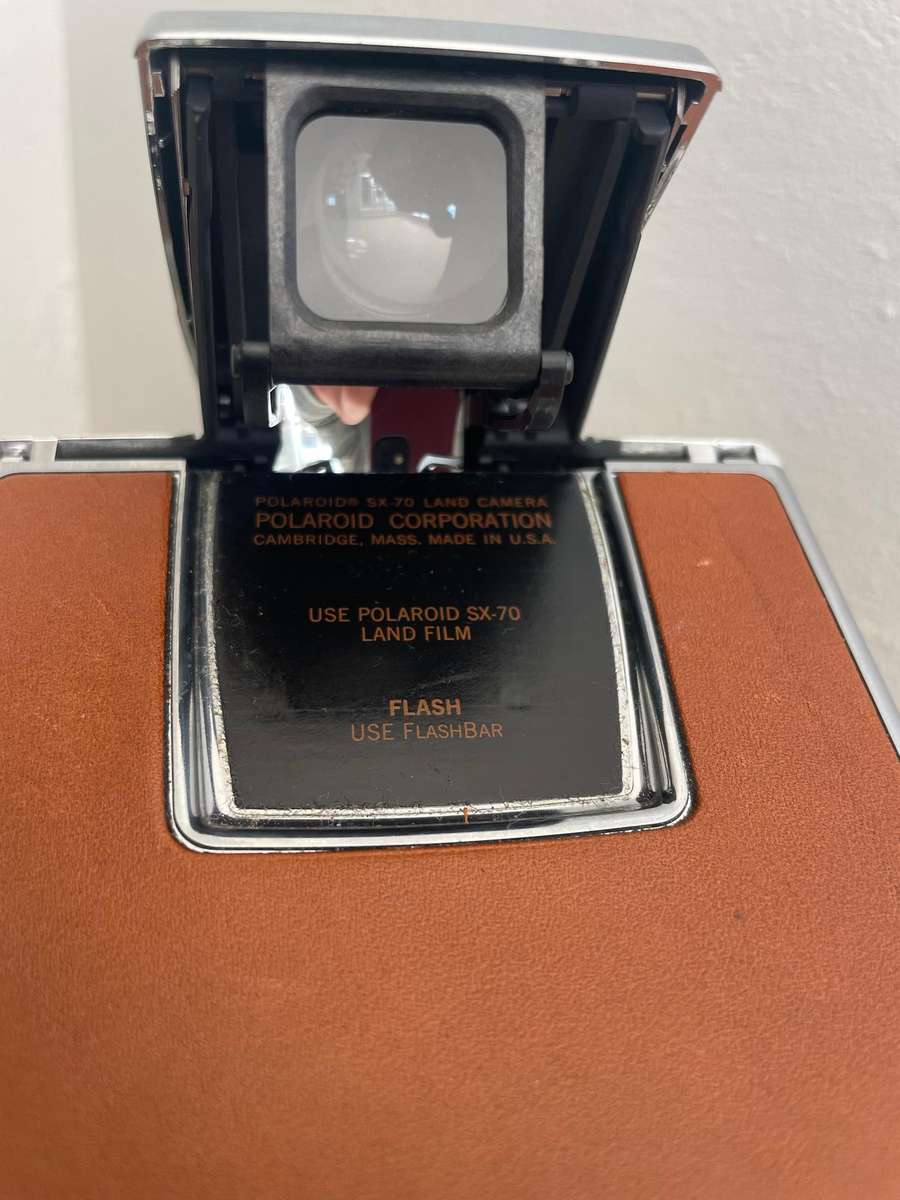 POLAROID® SX-70 LAND CAMERA
POLAROID CORPORATION
CAMBRIDGE, MASS. MADE IN U.S.A.
USE POLAROID SX-70
LAND FILM
FLASH
USE FLASHBAR